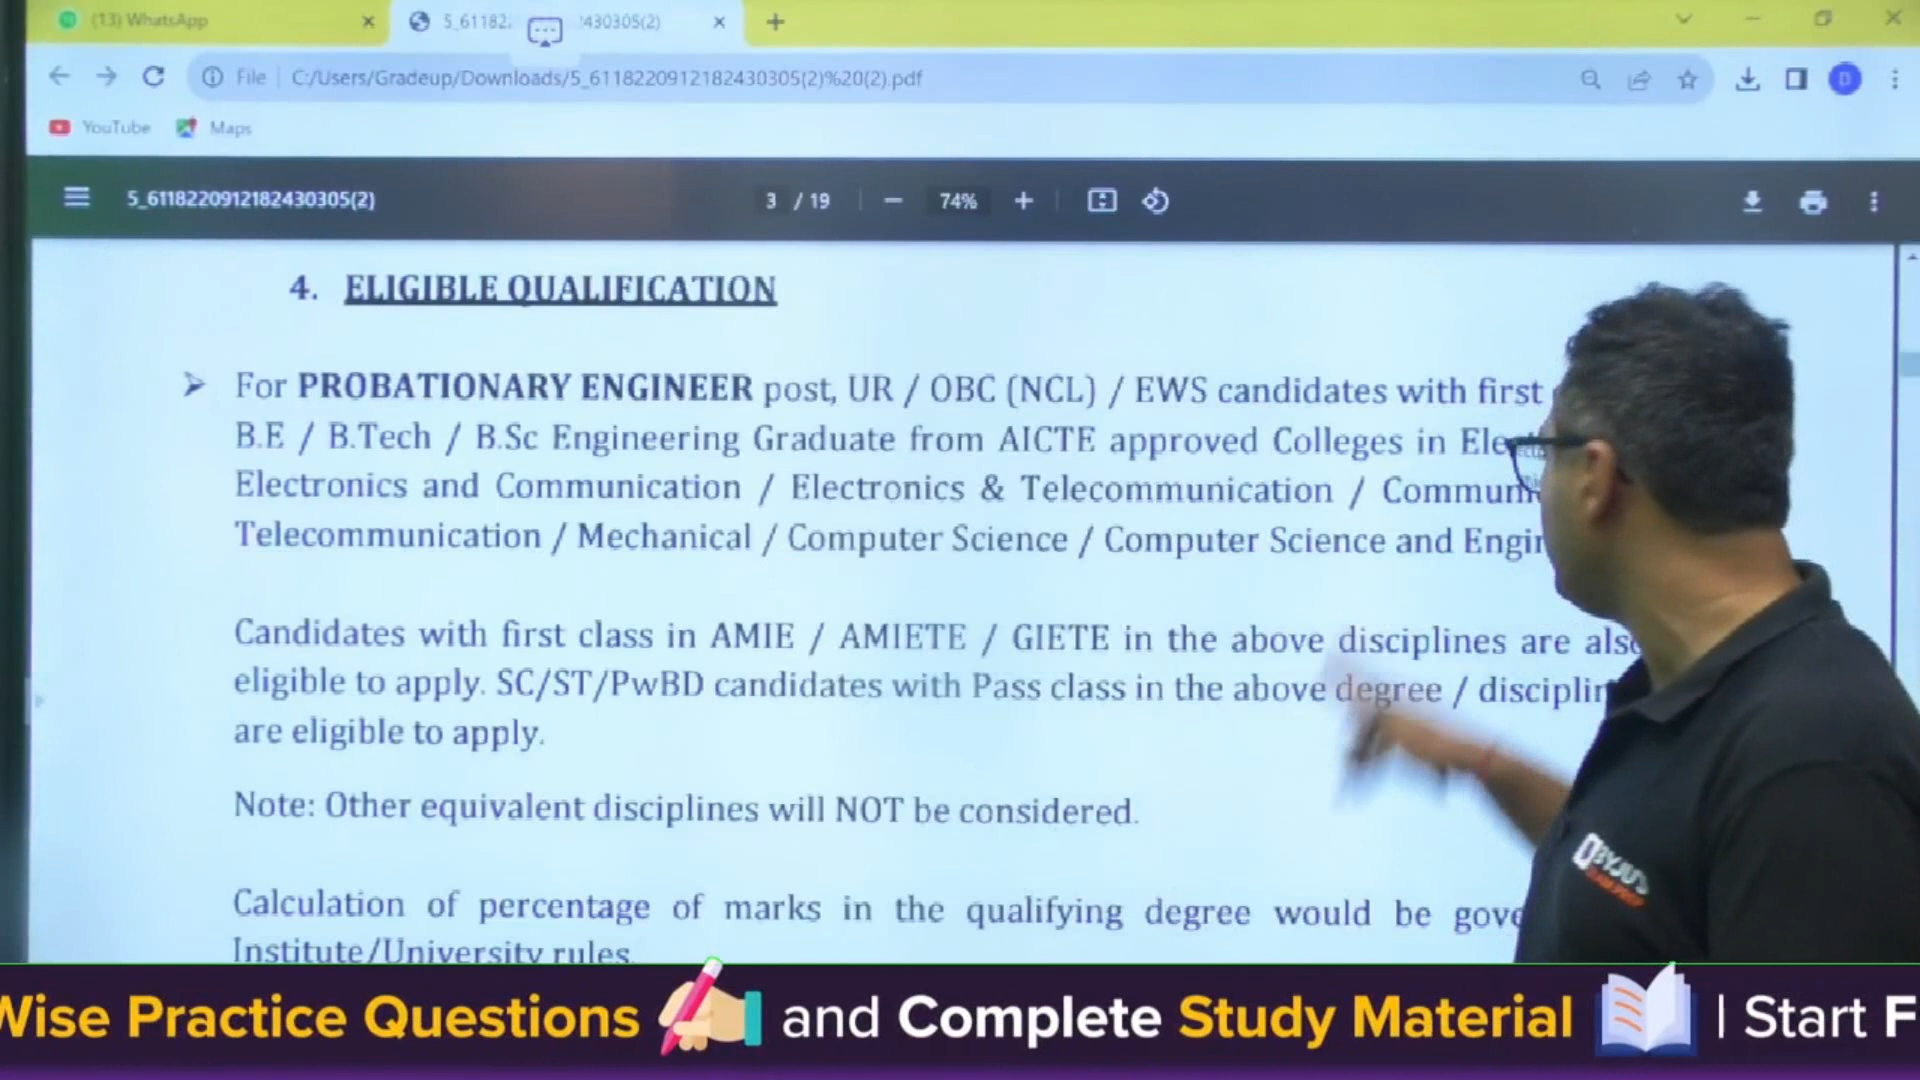 (13) WhatsApp
5_61182
430305(2)
File | C:/Users/Gradeup/Downloads/5_6118220912182430305(2)%20(2).pdf
D
YouTube
Maps
5_6118220912182430305(2)
3 / 19
74%
4. ELIGIBLE QUALIFICATION
For PROBATIONARY ENGINEER post, UR / OBC (NCL) / EWS candidates with first
B.E / B.Tech / B.Sc Engineering Graduate from AICTE approved Colleges in
Electronics and Communication / Electronics & Telecommunication /
Telecommunication / Mechanical / Computer Science / Computer Science and
Candidates with first class in AMIE / AMIETE / GIETE in the above disciplines are also
eligible to apply. SC/ST/PwBD candidates with Pass class in the above degree /
are eligible to apply.
Note: Other equivalent disciplines will NOT be considered.
Calculation of percentage of marks in the qualifying degree would be
Institute/University rules.
BYJU'S
EXAM PREP
Wise Practice Questions and Complete Study Material | Start F